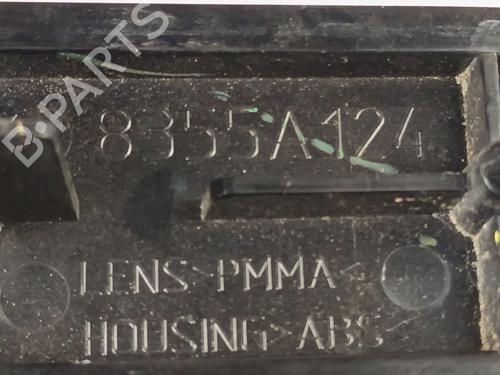 B-PARTS
8355A124
LENS>PMMA<
HOUSING>ABS<